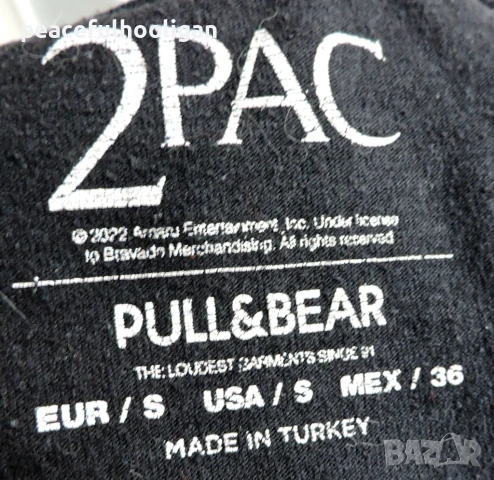 peacefulhooligan
2PAC
© 2022 Amaru Entertainment, Inc. Under license
to Bravado Merchandising. All rights reserved
PULL&BEAR
THE LOUDEST GARMENTS SINCE 91
EUR / S USA / S MEX / 36
MADE IN TURKEY
BAZAR